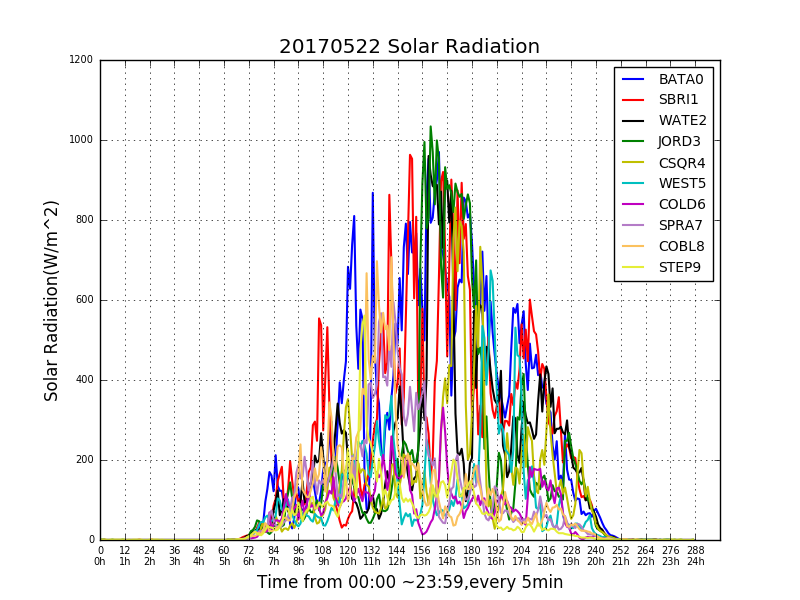 20170522 Solar Radiation
1200
1000
800
600
400
200
0
Solar Radiation(W/m^2)
BATA0
SBRI1
WATE2
JORD3
CSQR4
WEST5
COLD6
SPRA7
COBL8
STEP9
0 12 24 36 48 60 72 84 96 108 120 132 144 156 168 180 192 204 216 228 240 252 264 276 288
0h 1h 2h 3h 4h 5h 6h 7h 8h 9h 10h 11h 12h 13h 14h 15h 16h 17h 18h 19h 20h 21h 22h 23h 24h
Time from 00:00 ~23:59,every 5min